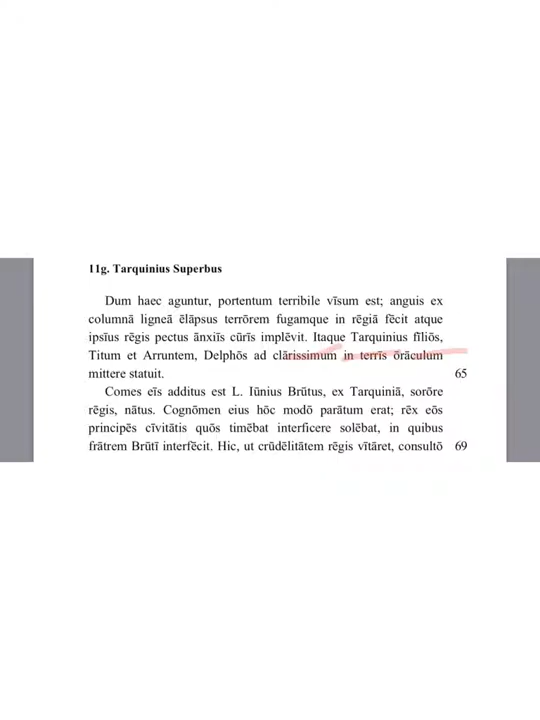 11g. Tarquinius Superbus
Dum haec aguntur, portentum terribile vīsum est; anguis ex
columnā ligneā ēlāpsus terrōrem fugamque in rēgiā fēcit atque
ipsīus rēgis pectus ānxiīs cūrīs implēvit. Itaque Tarquinius fīliōs,
Titum et Arruntem, Delphōs ad clārissimum in terrīs ōrāculum
mittere statuit. 65
Comes eīs additus est L. Iūnius Brūtus, ex Tarquiniā, sorōre
rēgis, nātus. Cognōmen eius hōc modō parātum erat; rēx eōs
prīncipēs cīvitātis quōs timēbat interficere solēbat, in quibus
frātrem Brūtī interfēcit. Hic, ut crūdēlitātem rēgis vītāret, consultō 69